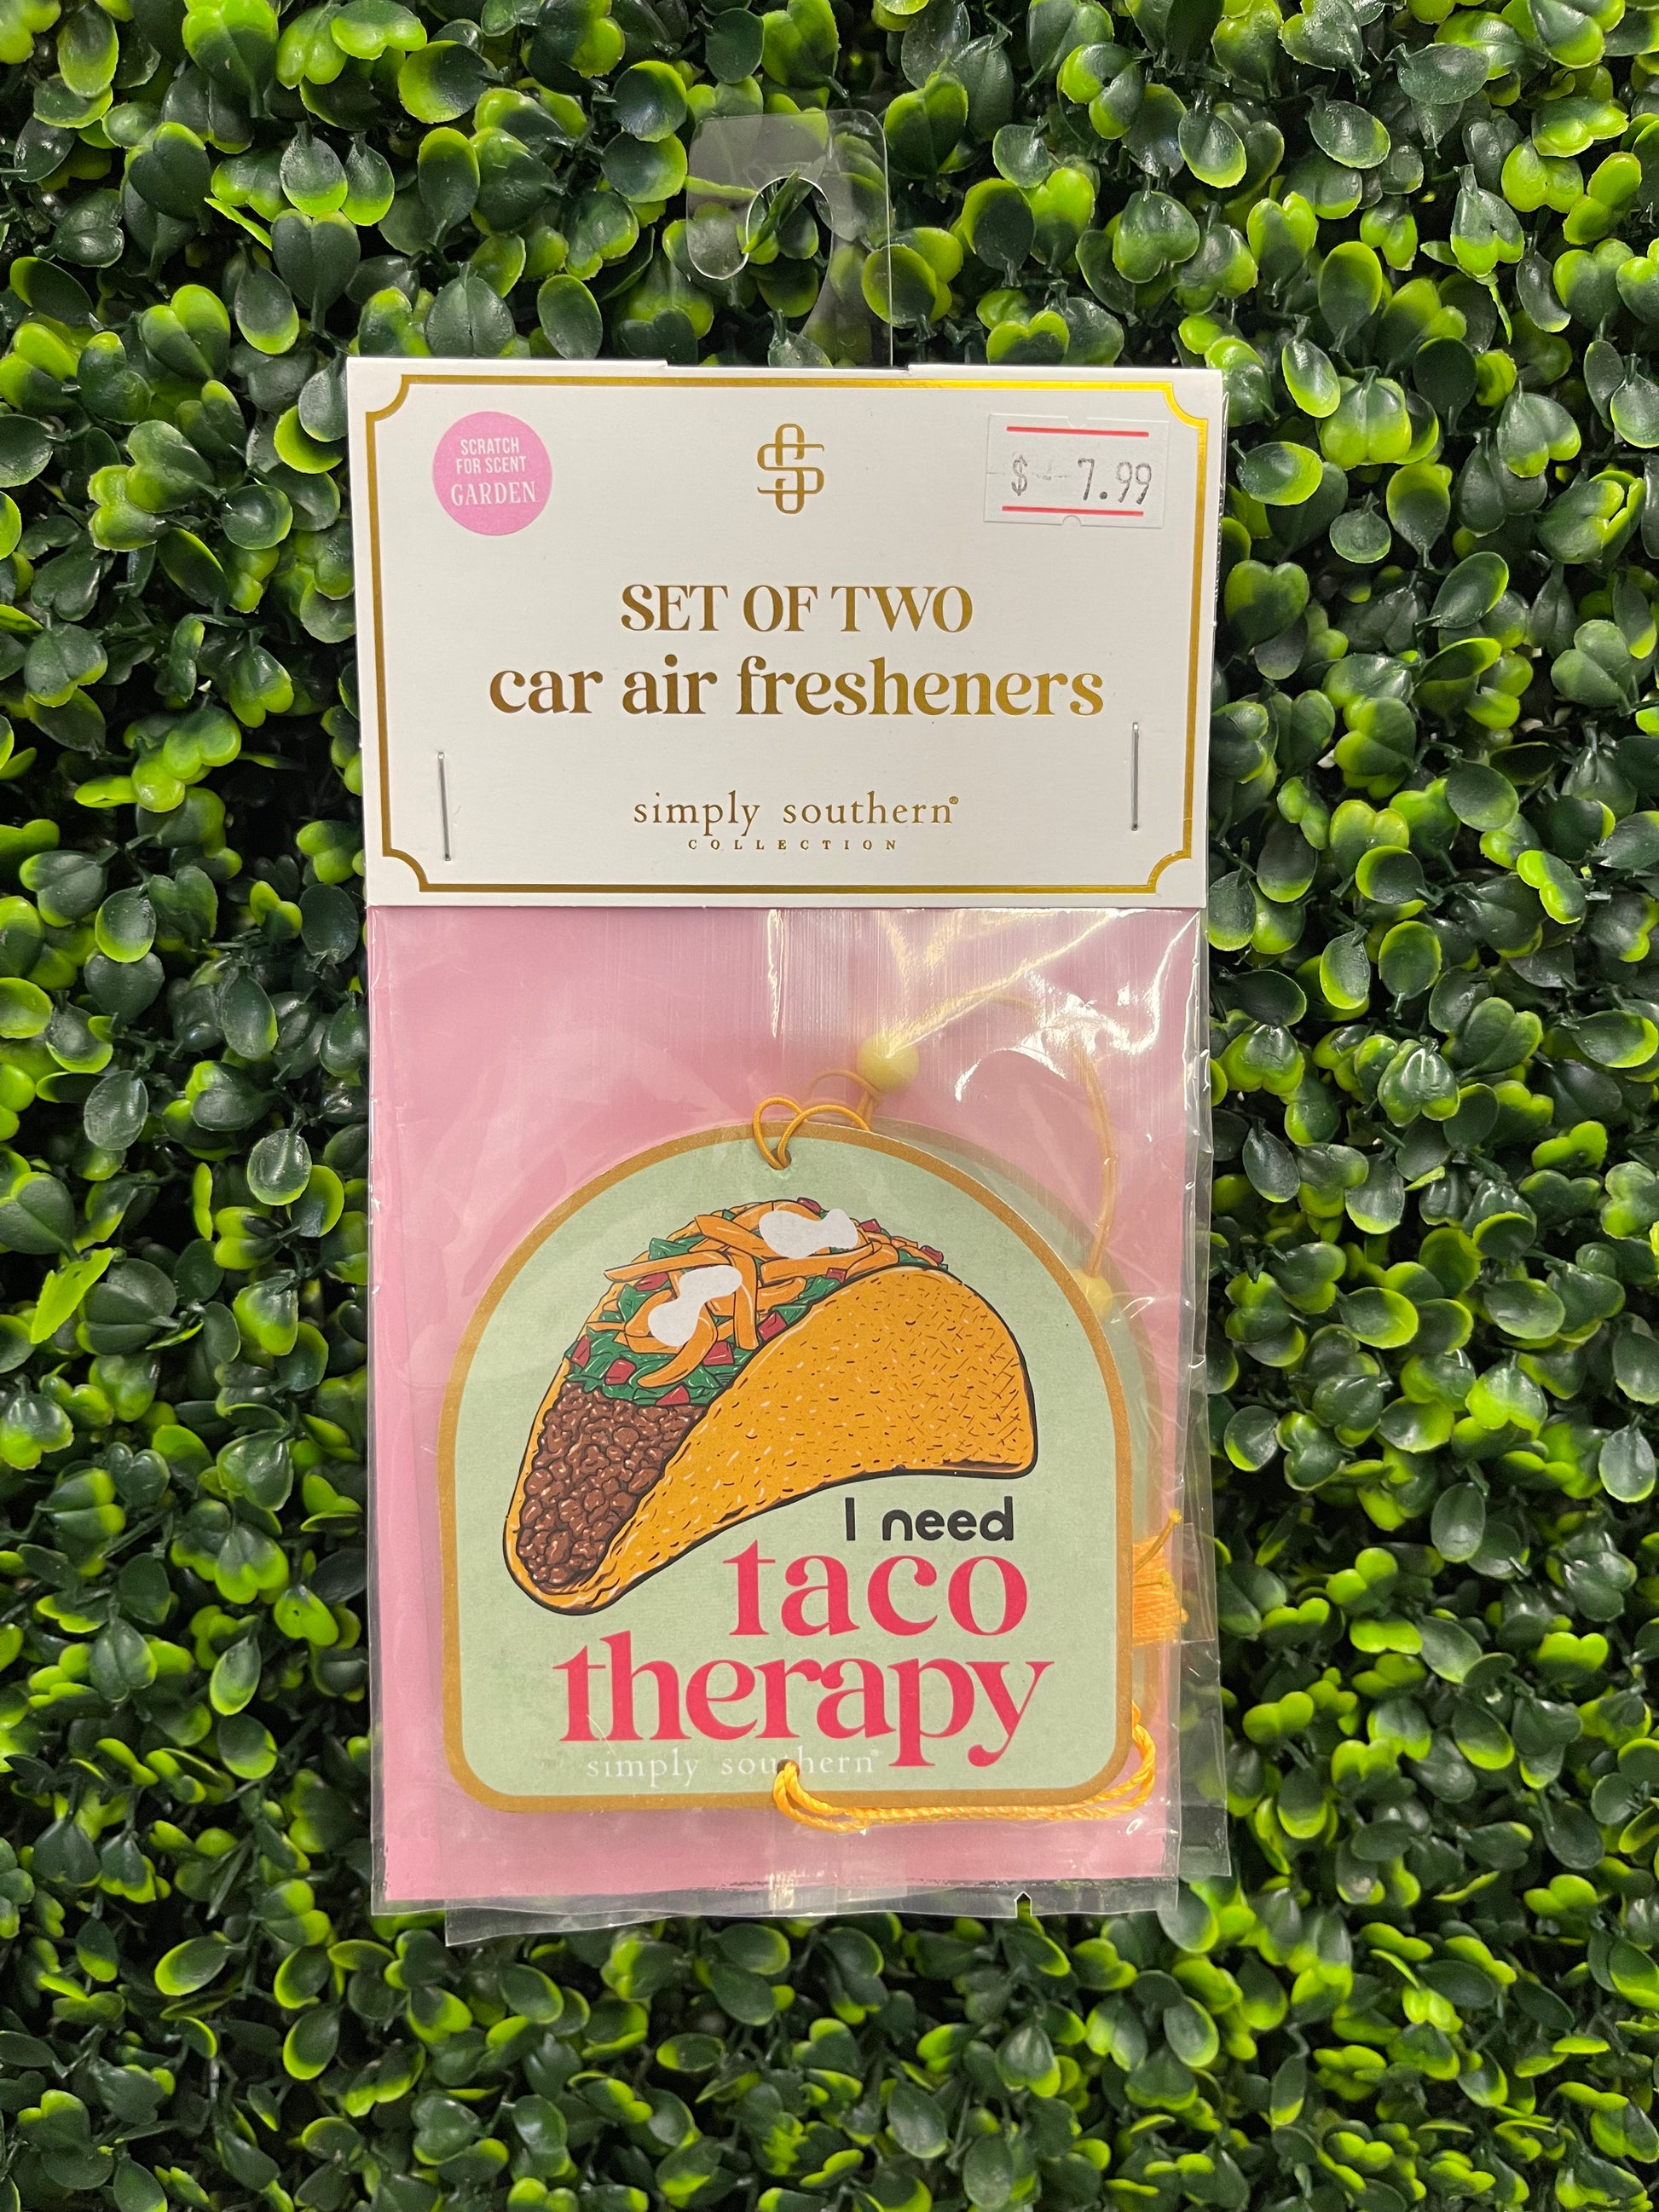 SCRATCH
FOR SCENT
GARDEN
$ 7.99
SET OF TWO
car air fresheners
simply southern®
COLLECTION
I need
taco
therapy
simply southern®